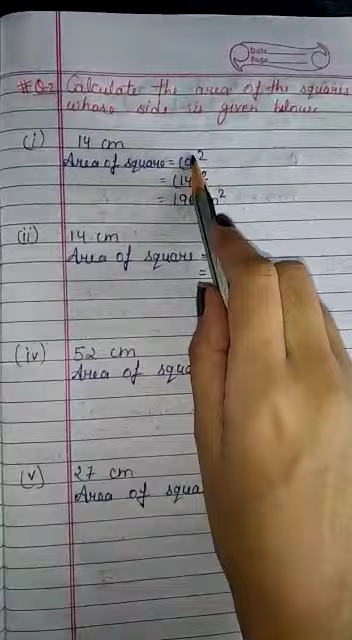 Date
Page
# Q.2 Calculate the area of the square
whose side is given below.
(i) 14 cm
Area of square = (a)²
= (14)²
= 196 m²
(ii) 14 cm
Area of square =
=
(iv) 52 cm
Area of squa
(v) 27 cm
Area of squa